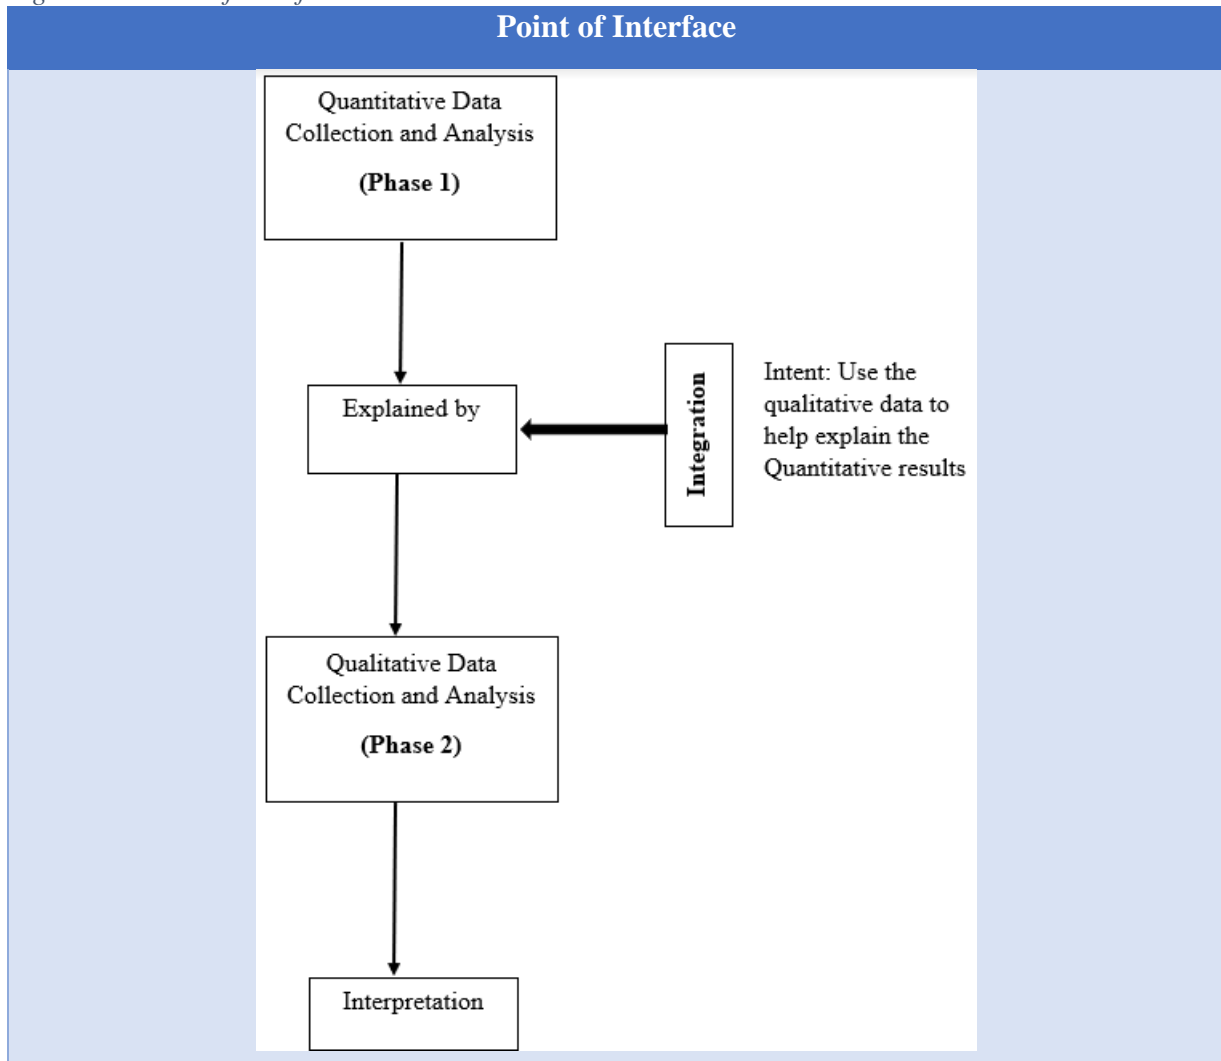 Point of Interface
Quantitative Data
Collection and Analysis
(Phase 1)
Explained by
Integration
Intent: Use the
qualitative data to
help explain the
Quantitative results
Qualitative Data
Collection and Analysis
(Phase 2)
Interpretation